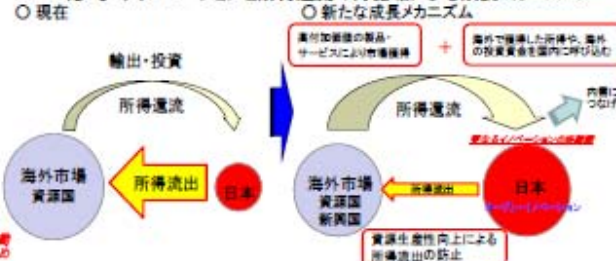 ○ 現在
○ 新たな成長メカニズム
輸出・投資
所得還流
海外市場
資源国
所得流出
日本
高付加価値の製品・
サービスにより市場獲得
+
海外で獲得した所得や、海外
の投資資金を国内に呼び込む
所得還流
内需に
つなげ
海外市場
資源国
新興国
所得流出
日本
資源生産性向上による
所得流出の防止